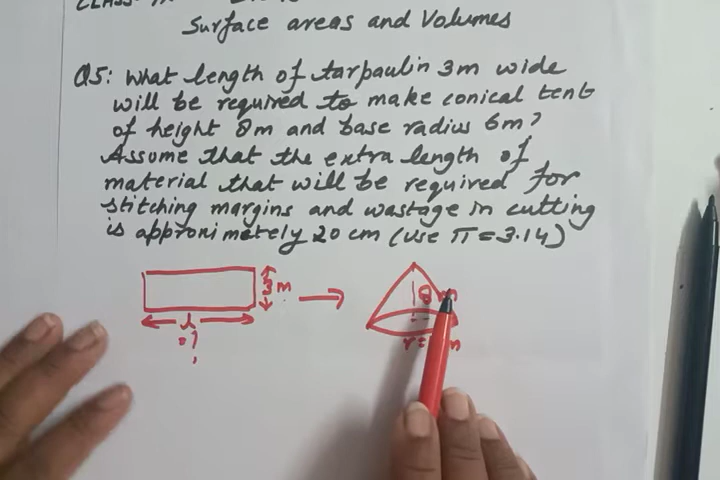 Surface areas and Volumes
Q5: What length of tarpaulin 3m wide
will be required to make conical tent
of height 8m and base radius 6m?
Assume that the extra length of
material that will be required for
stitching margins and wastage in cutting
is approximately 20 cm (use π = 3.14)
3m
8m
l
?
r =